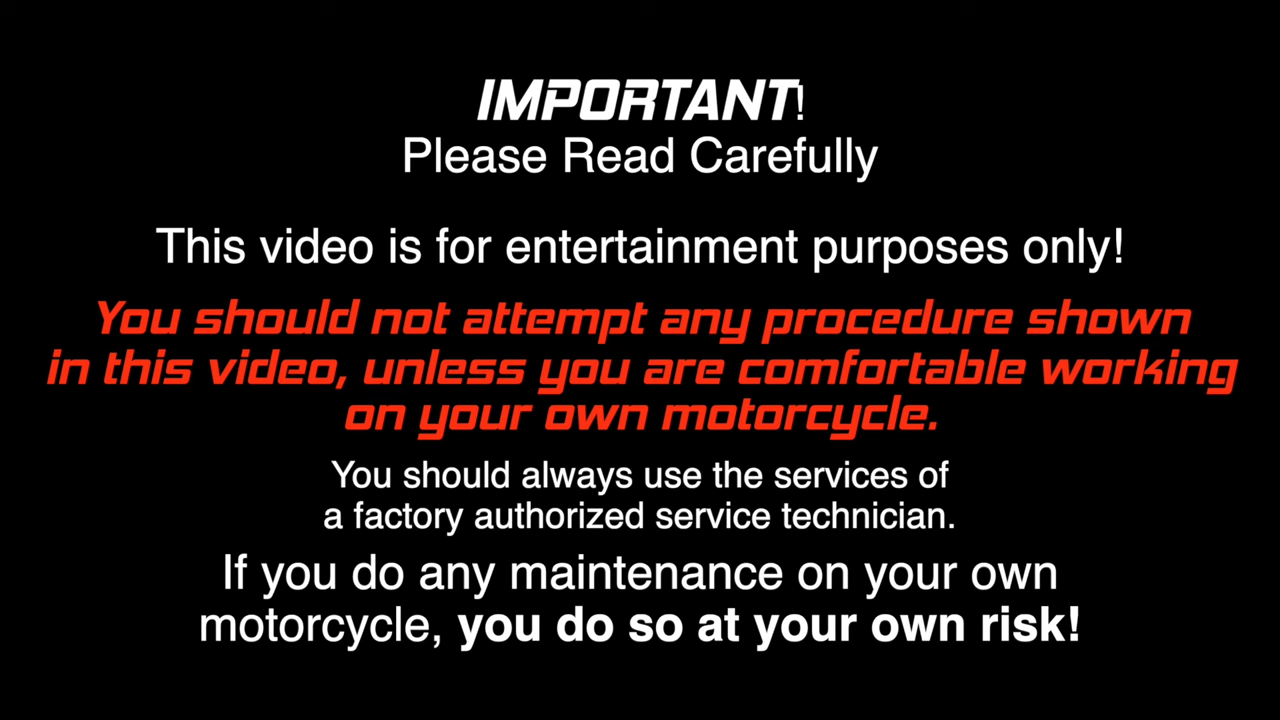 IMPORTANT!
Please Read Carefully
This video is for entertainment purposes only!
You should not attempt any procedure shown
in this video, unless you are comfortable working
on your own motorcycle.
You should always use the services of
a factory authorized service technician.
If you do any maintenance on your own
motorcycle, you do so at your own risk!